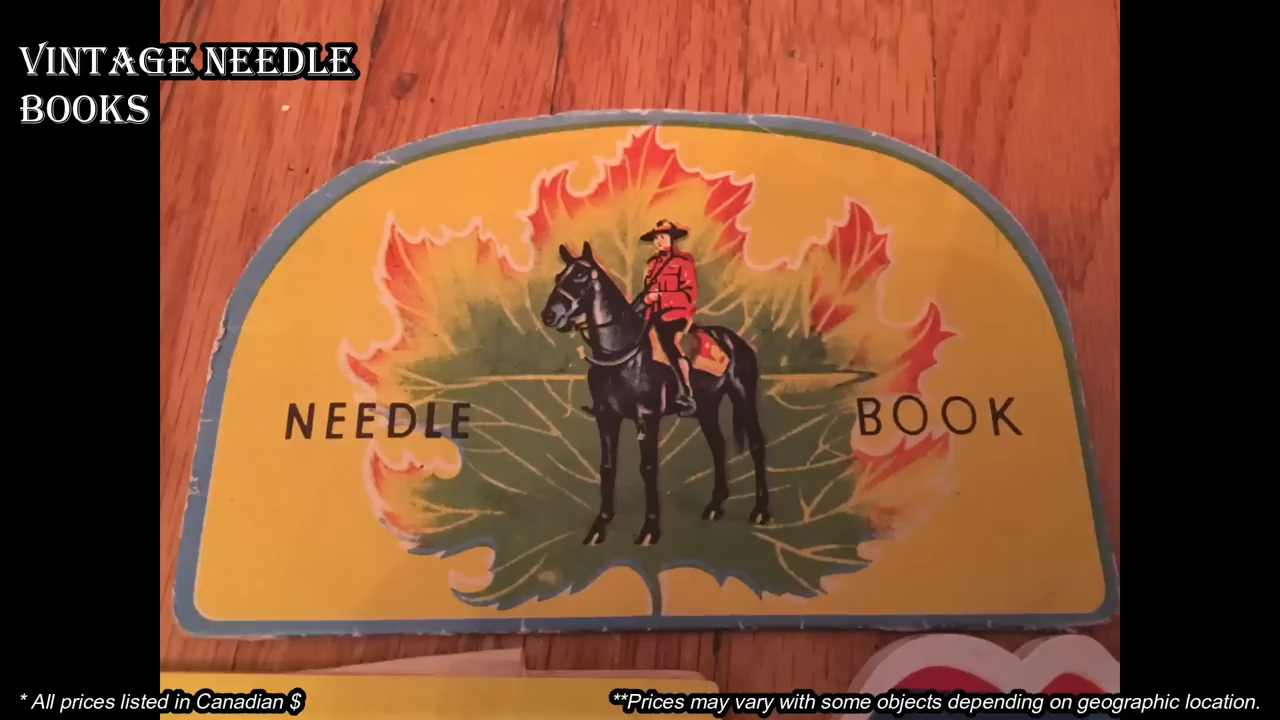 VINTAGE NEEDLE
BOOKS
NEEDLE BOOK
* All prices listed in Canadian $
**Prices may vary with some objects depending on geographic location.